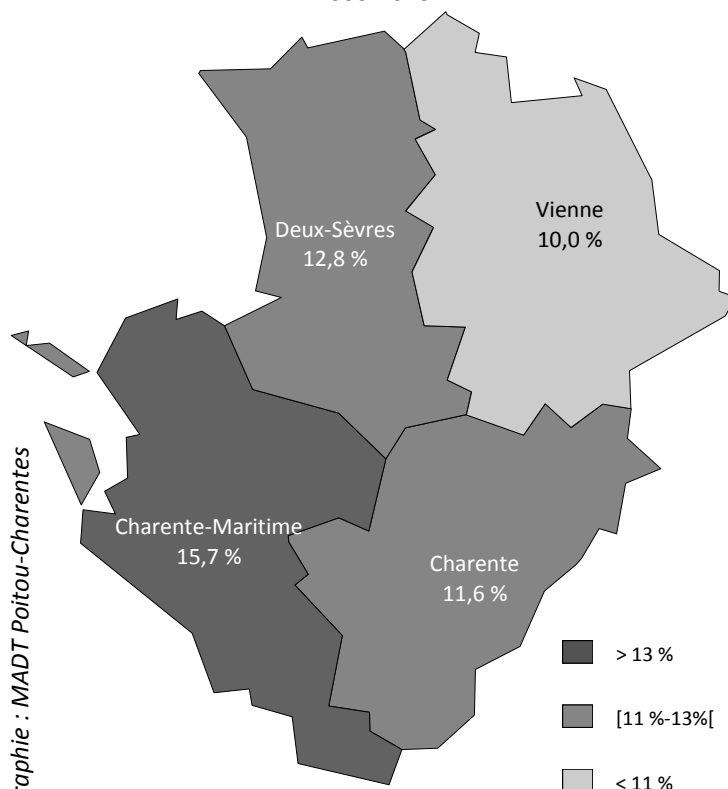 Vienne
10,0 %
Deux-Sèvres
12,8 %
Charente-Maritime
15,7 %
Charente
11,6 %
> 13 %
[11 %-13%[
< 11 %
raphie : MADT Poitou-Charentes